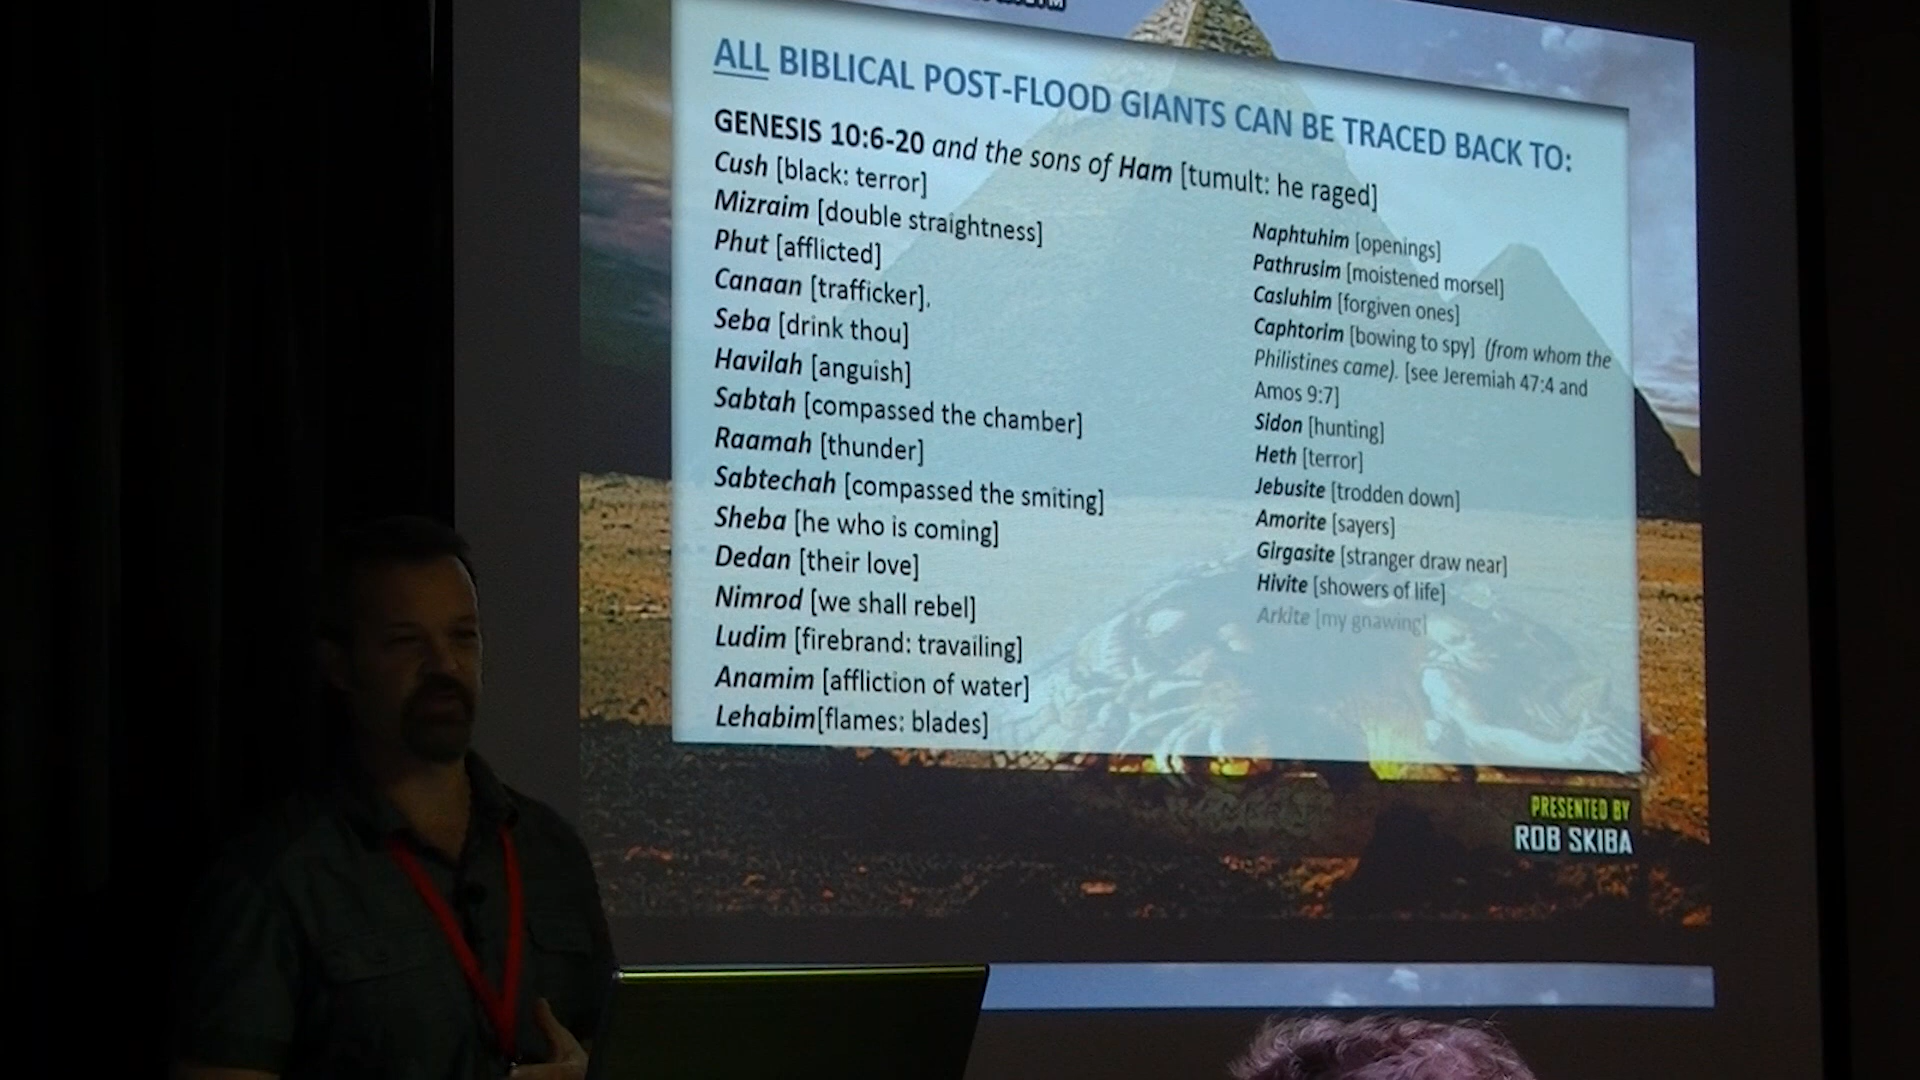 ALL BIBLICAL POST-FLOOD GIANTS CAN BE TRACED BACK TO:
GENESIS 10:6-20 and the sons of Ham [tumult: he raged]
Cush [black: terror]
Mizraim [double straightness]
Phut [afflicted]
Canaan [trafficker],
Seba [drink thou]
Havilah [anguish]
Sabtah [compassed the chamber]
Raamah [thunder]
Sabtechah [compassed the smiting]
Sheba [he who is coming]
Dedan [their love]
Nimrod [we shall rebel]
Ludim [firebrand: travailing]
Anamim [affliction of water]
Lehabim[flames: blades]
Naphtuhim [openings]
Pathrusim [moistened morsel]
Casluhim [forgiven ones]
Caphtorim [bowing to spy] (from whom the
Philistines came). [see Jeremiah 47:4 and
Amos 9:7]
Sidon [hunting]
Heth [terror]
Jebusite [trodden down]
Amorite [sayers]
Girgasite [stranger draw near]
Hivite [showers of life]
Arkite [my gnawing]
PRESENTED BY
ROB SKIBA